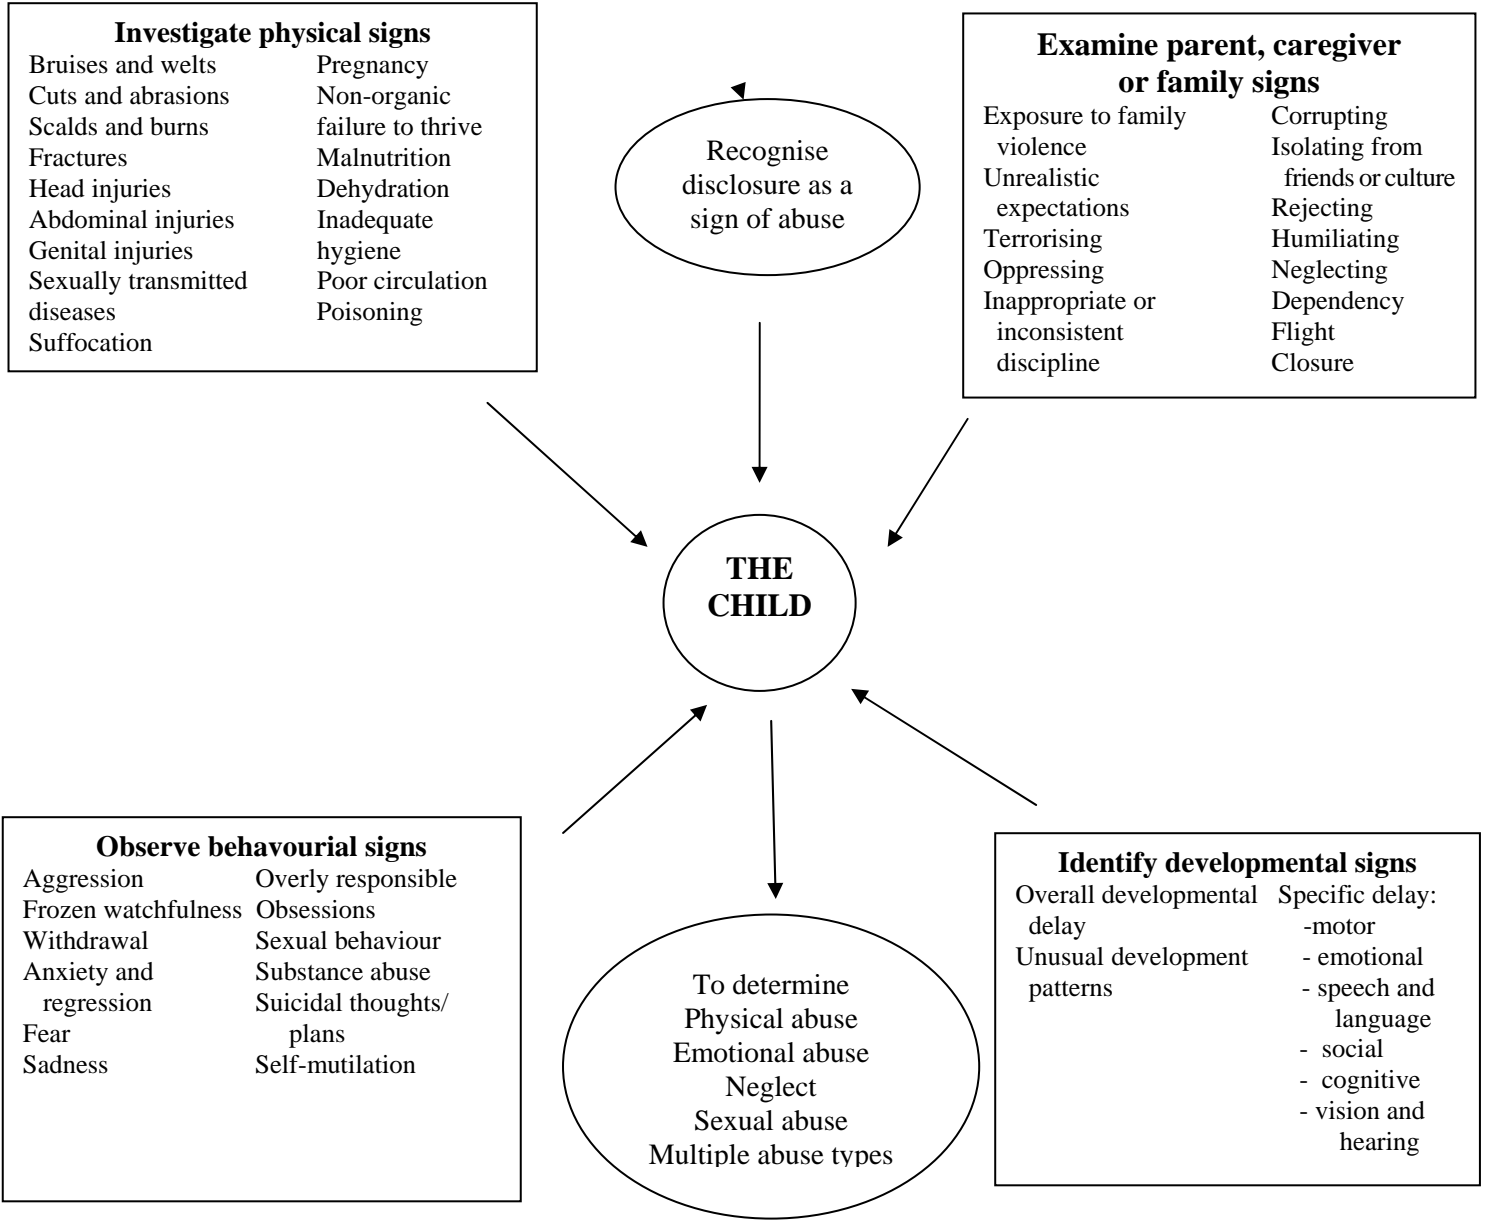 Investigate physical signs
Bruises and welts
Cuts and abrasions
Scalds and burns
Fractures
Head injuries
Abdominal injuries
Genital injuries
Sexually transmitted
diseases
Suffocation
Pregnancy
Non-organic
failure to thrive
Malnutrition
Dehydration
Inadequate
hygiene
Poor circulation
Poisoning
Recognise
disclosure as a
sign of abuse
Examine parent, caregiver
or family signs
Exposure to family
violence
Unrealistic
expectations
Terrorising
Oppressing
Inappropriate or
inconsistent
discipline
Corrupting
Isolating from
friends or culture
Rejecting
Humiliating
Neglecting
Dependency
Flight
Closure
THE
CHILD
Observe behavourial signs
Aggression
Frozen watchfulness
Withdrawal
Anxiety and
regression
Fear
Sadness
Overly responsible
Obsessions
Sexual behaviour
Substance abuse
Suicidal thoughts/
plans
Self-mutilation
To determine
Physical abuse
Emotional abuse
Neglect
Sexual abuse
Multiple abuse types
Identify developmental signs
Overall developmental
delay
Unusual development
patterns
Specific delay:
-motor
- emotional
- speech and
language
- social
- cognitive
- vision and
hearing